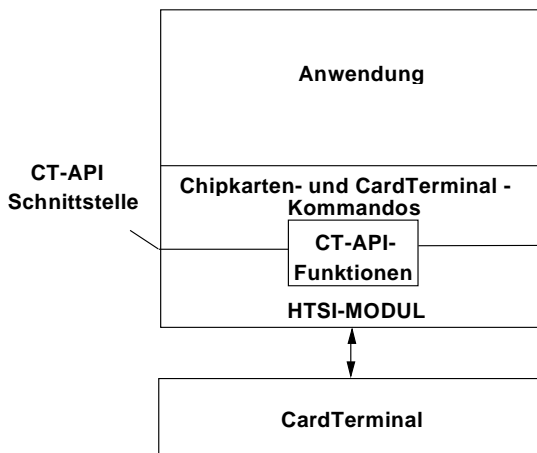 Anwendung
CT-API
Schnittstelle
Chipkarten- und CardTerminal -
Kommandos
CT-API-
Funktionen
HTSI-MODUL
CardTerminal